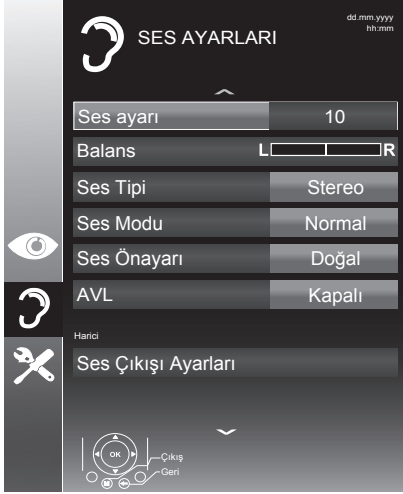 SES AYARLARI
dd.mm.yyyy
hh:mm
Ses ayarı 10
Balans L R
Ses Tipi Stereo
Ses Modu Normal
Ses Önayarı Doğal
AVL Kapalı
Harici
Ses Çıkışı Ayarları
OK
Çıkış
M
Geri